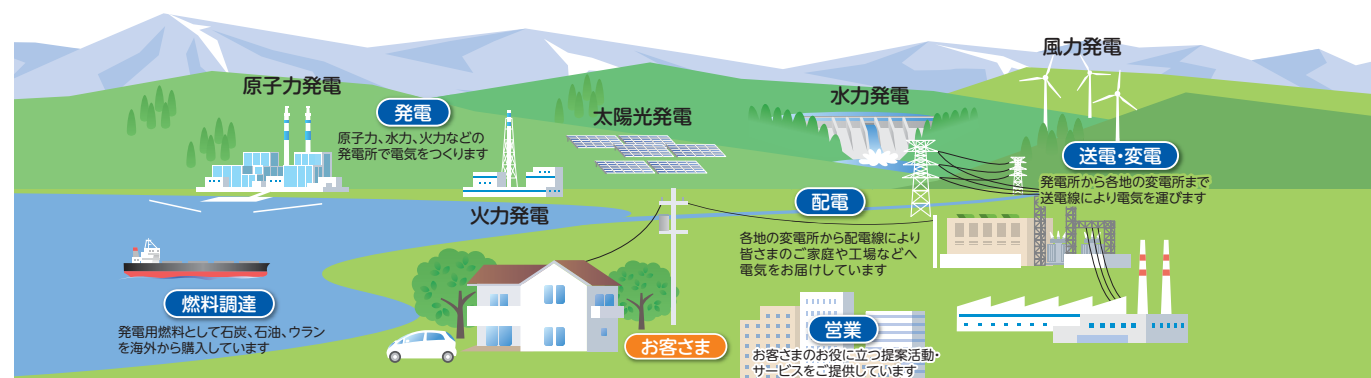 風力発電
原子力発電
発電
原子力、水力、火力などの
発電所で電気をつくります
太陽光発電
水力発電
送電・変電
発電所から各地の変電所まで
送電線により電気を運びます
火力発電
配電
各地の変電所から配電線により
皆さまのご家庭や工場などへ
電気をお届けしています
燃料調達
発電用燃料として石炭、石油、ウラン
を海外から購入しています
お客さま
営業
お客さまのお役に立つ提案活動・
サービスをご提供しています